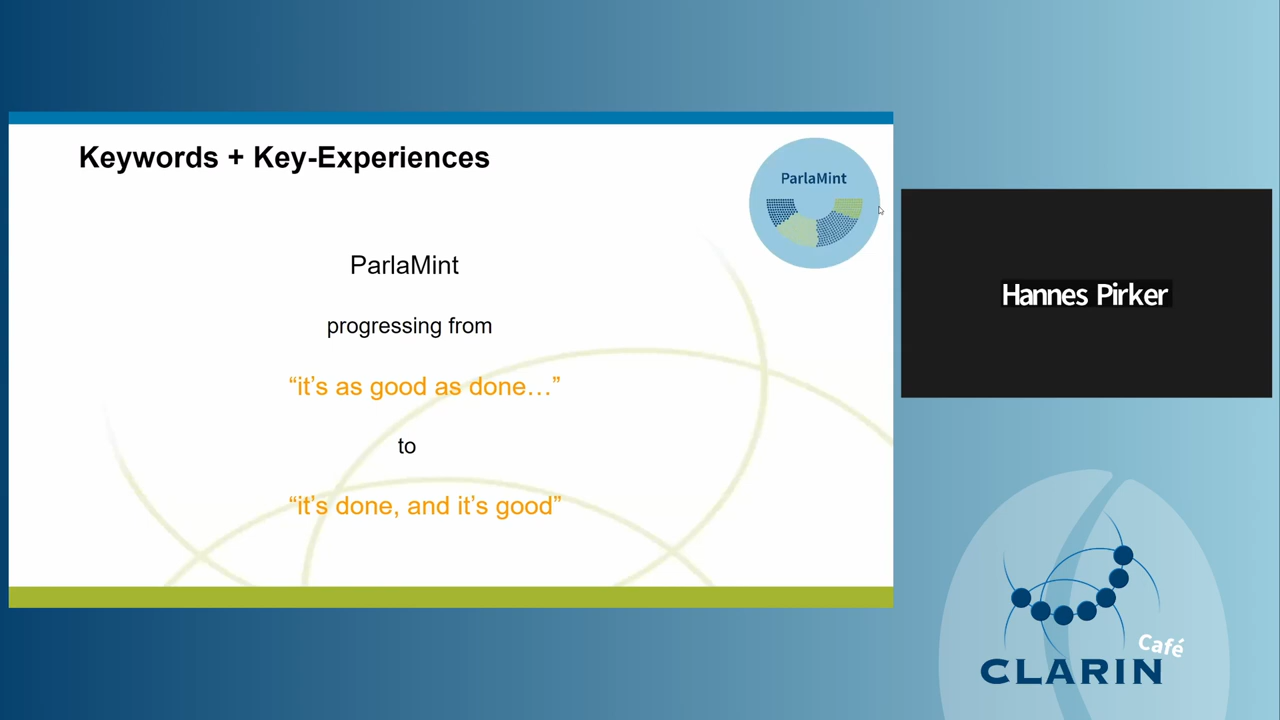 Keywords + Key-Experiences
ParlaMint
ParlaMint
progressing from
“it’s as good as done…”
to
“it’s done, and it’s good”
Hannes Pirker
Café
CLARIN